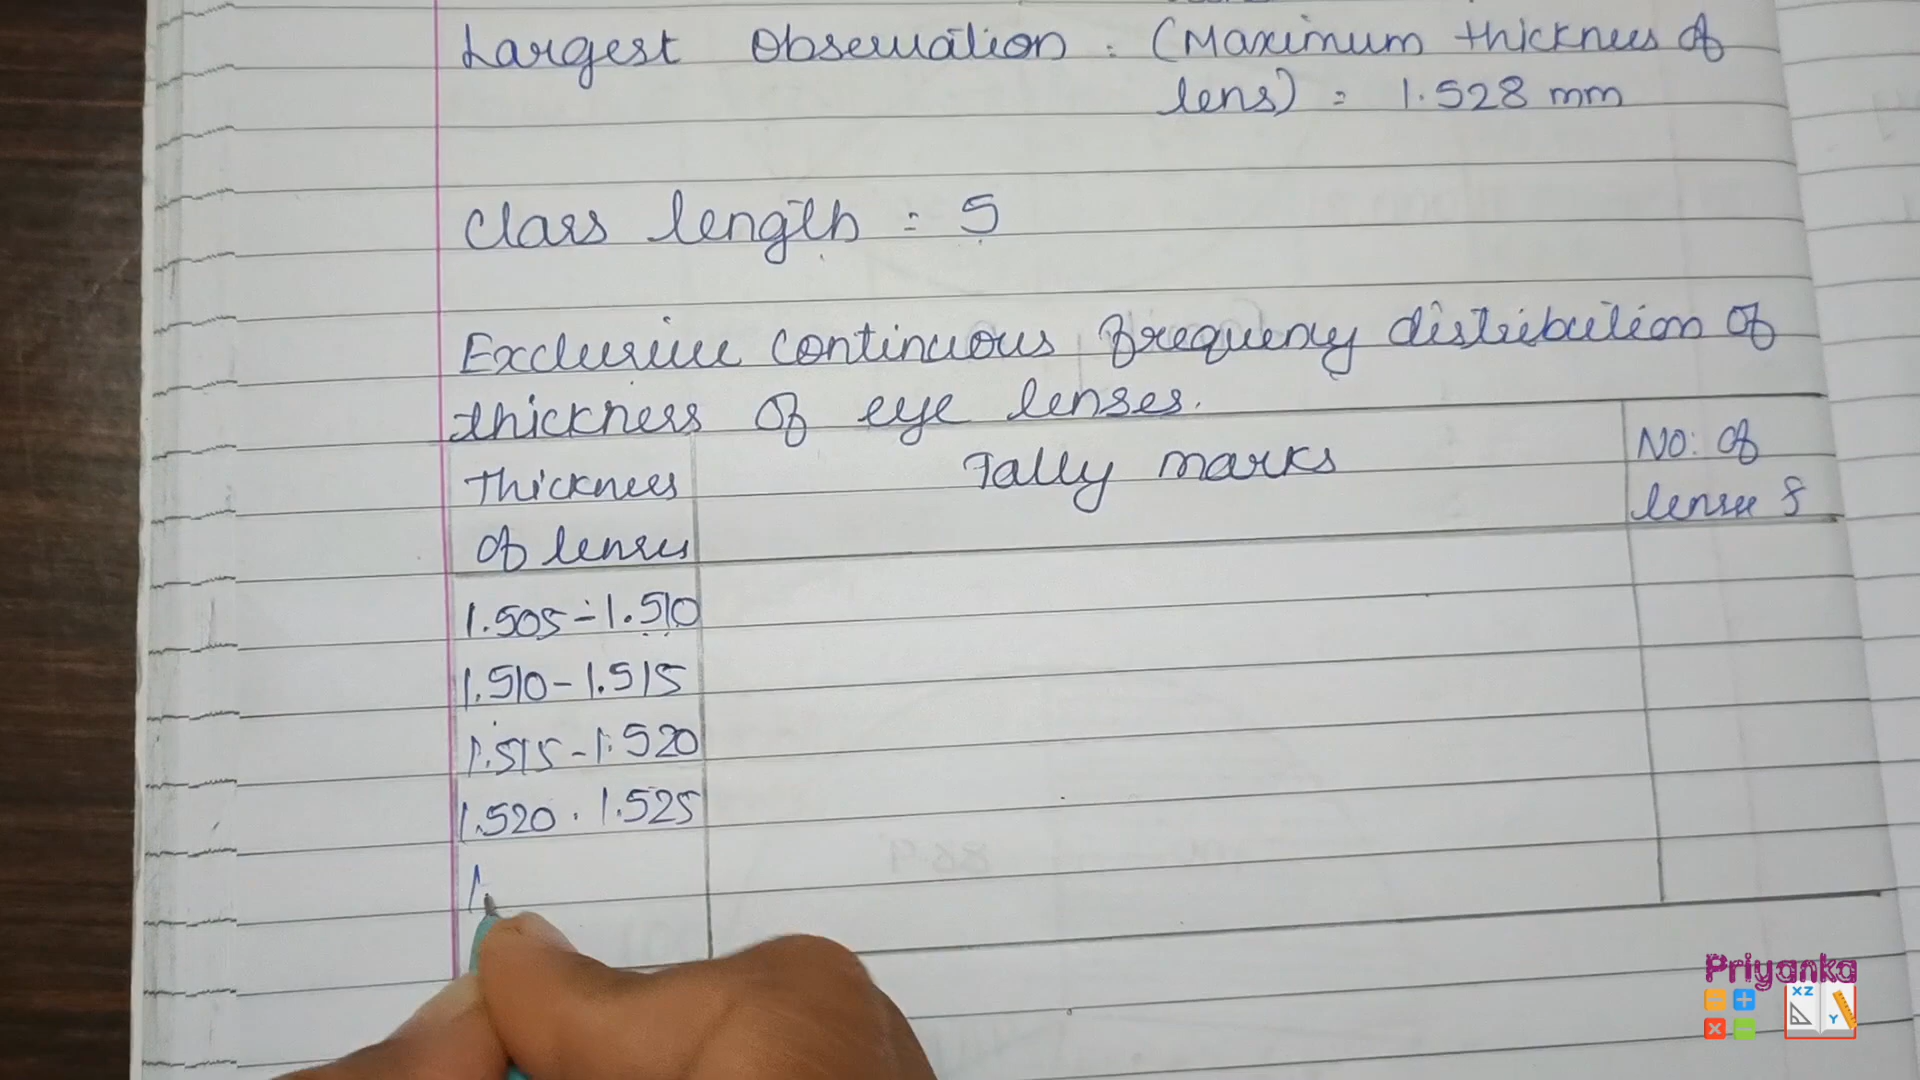 Largest Observation = (Maximum thickness of
lens) = 1.528 mm
Class length = 5
Exclusive continuous frequency distribution of
thickness of eye lenses.
Thickness
of lenses
Tally marks
No: of
lenses f
1.505-1.510
1.510-1.515
1.515-1.520
1.520-1.525
1.
Priyanka
XZ
Y